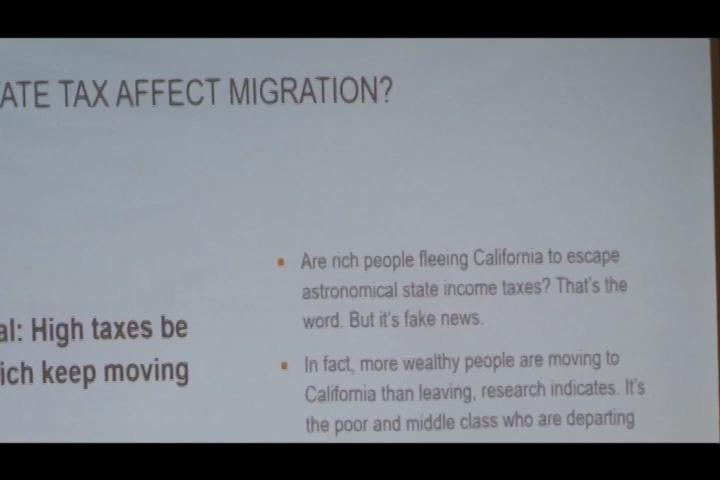 ATE TAX AFFECT MIGRATION?
al: High taxes be
ich keep moving
Are rich people fleeing California to escape
astronomical state income taxes? That's the
word. But it's fake news.
In fact, more wealthy people are moving to
California than leaving, research indicates. It's
the poor and middle class who are departing